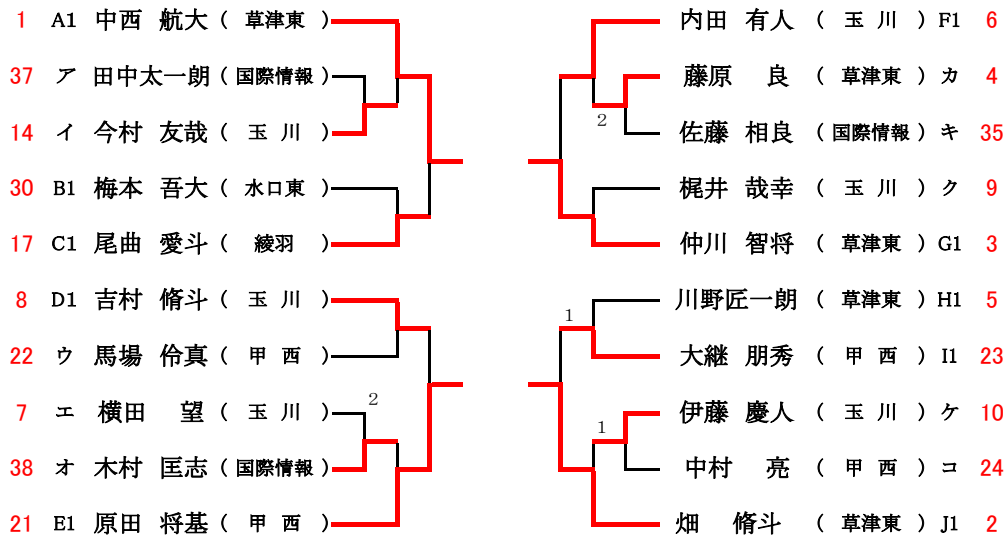 1 A1 中西 航大 ( 草津東 )
37 ア 田中太一朗 ( 国際情報 )
14 イ 今村 友哉 ( 玉 川 )
30 B1 梅本 吾大 ( 水口東 )
17 C1 尾曲 愛斗 ( 綾羽 )
8 D1 吉村 脩斗 ( 玉 川 )
22 ウ 馬場 伶真 ( 甲 西 )
7 エ 横田 望 ( 玉 川 )
2
38 オ 木村 匡志 ( 国際情報 )
21 E1 原田 将基 ( 甲 西 )
内田 有人 ( 玉 川 ) F1 6
藤原 良 ( 草津東 ) カ 4
2
佐藤 相良 ( 国際情報 ) キ 35
梶井 哉幸 ( 玉 川 ) ク 9
仲川 智将 ( 草津東 ) G1 3
川野匠一朗 ( 草津東 ) H1 5
1
大継 朋秀 ( 甲 西 ) I1 23
伊藤 慶人 ( 玉 川 ) ケ 10
1
中村 亮 ( 甲 西 ) コ 24
畑 脩斗 ( 草津東 ) J1 2